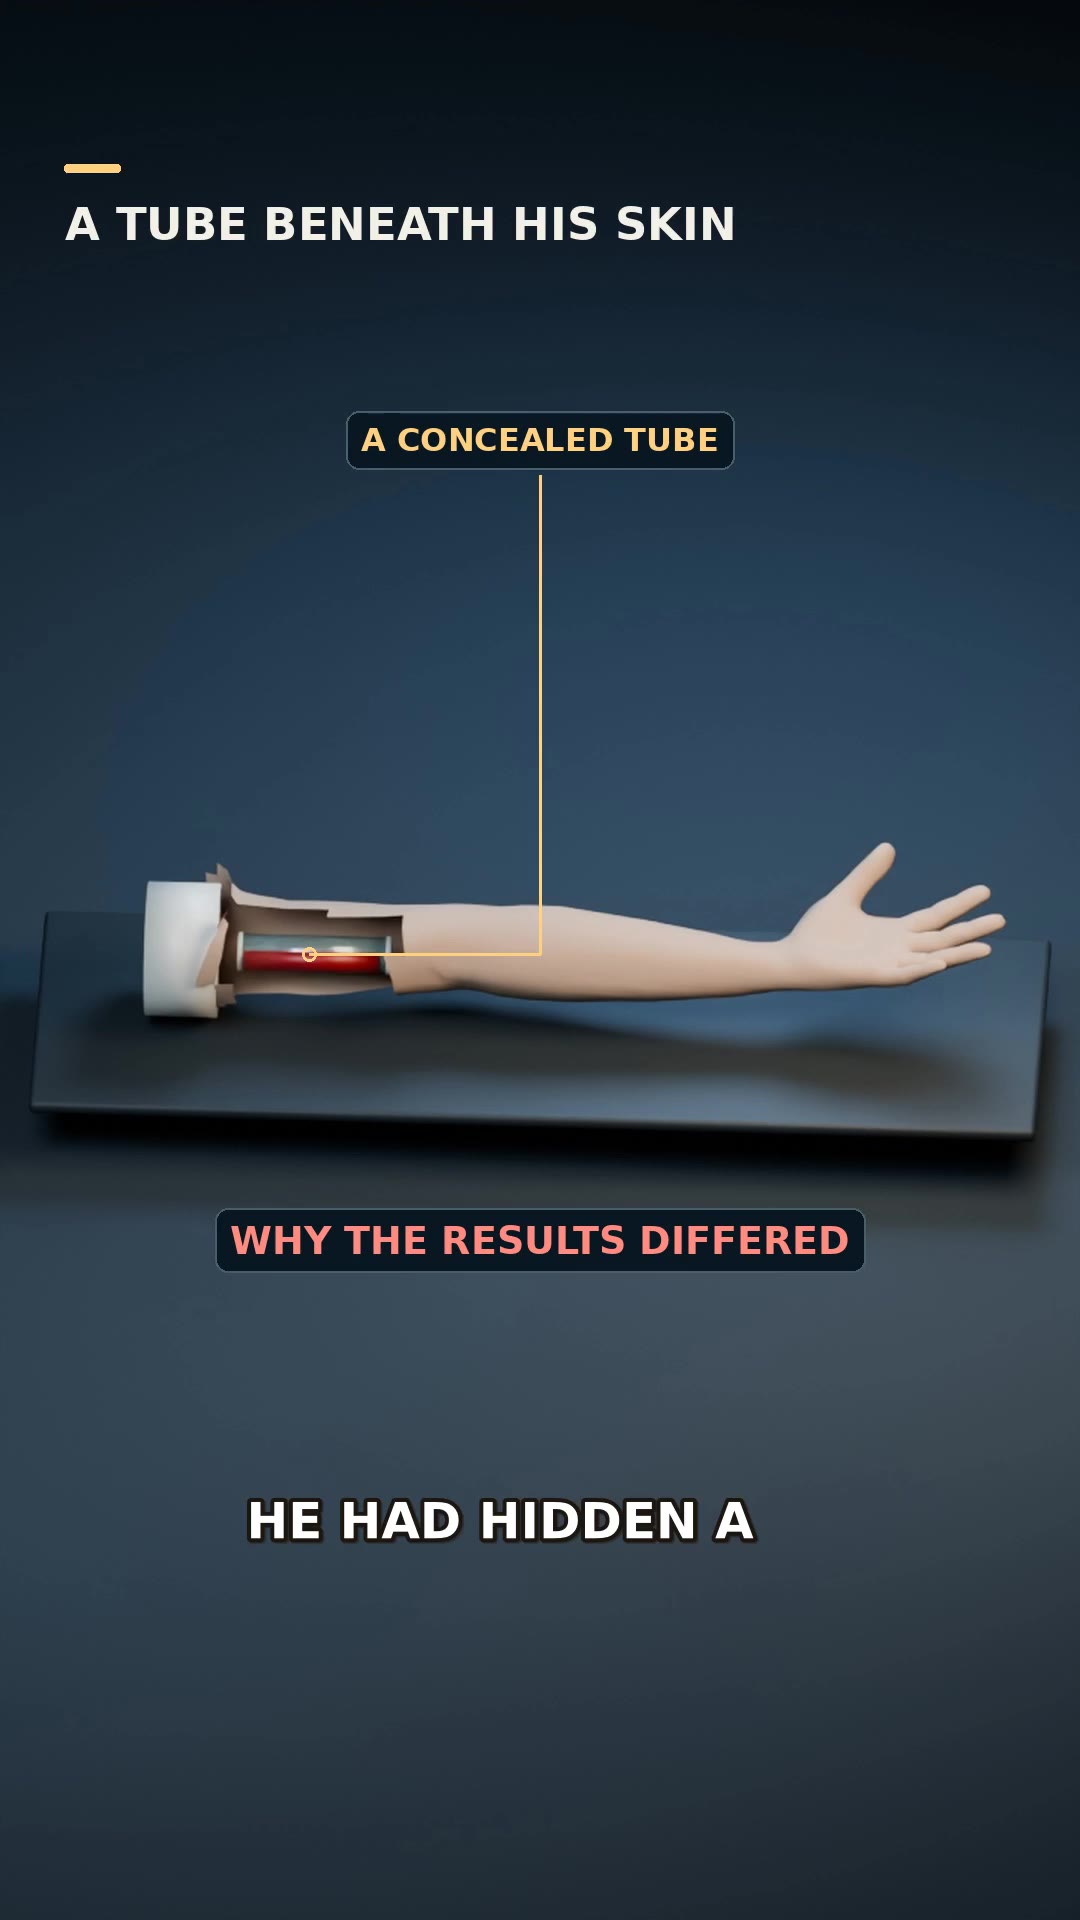 A TUBE BENEATH HIS SKIN
A CONCEALED TUBE
WHY THE RESULTS DIFFERED
HE HAD HIDDEN A